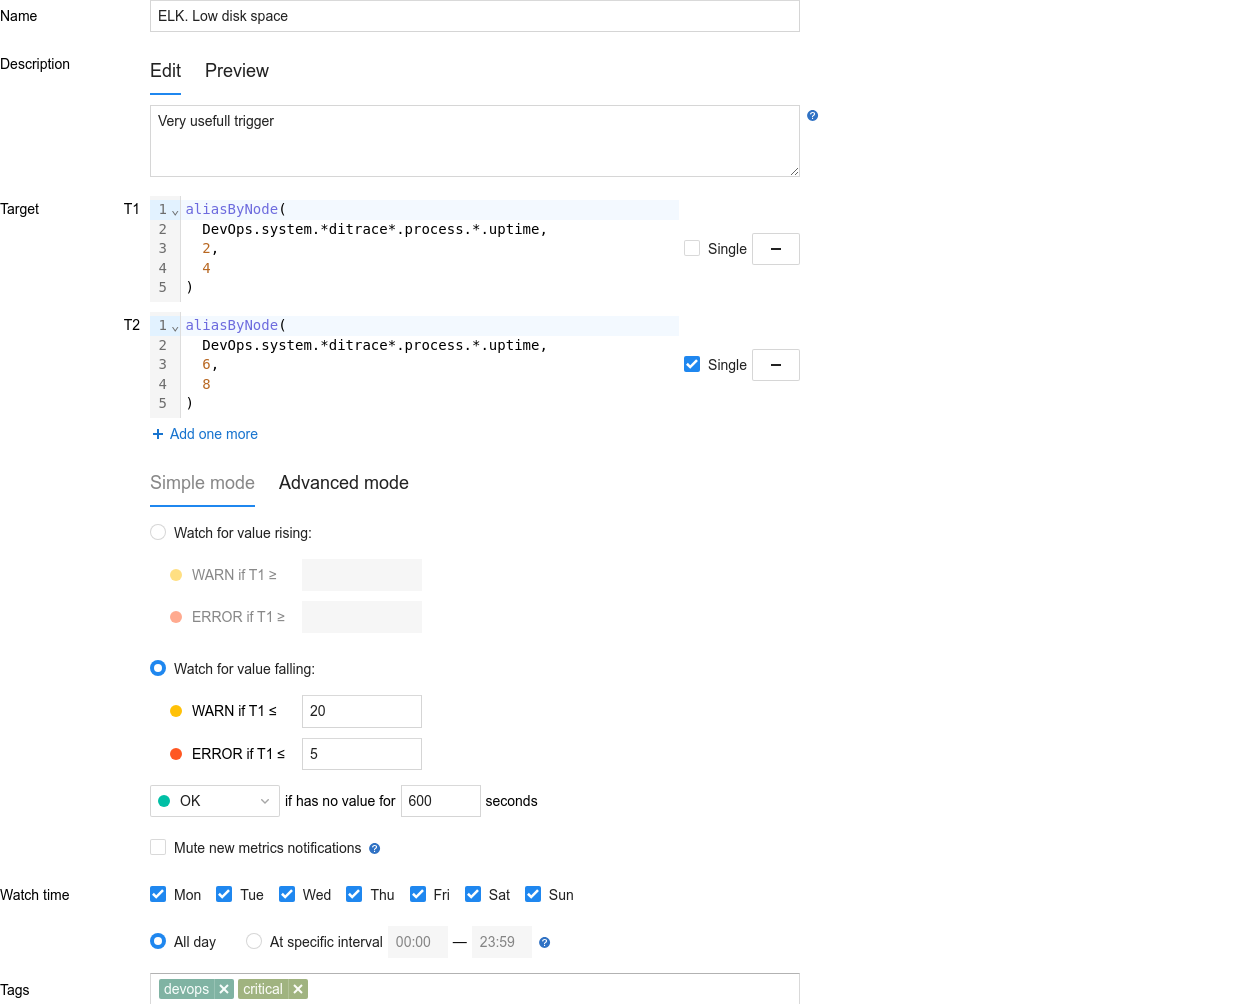 Name ELK. Low disk space
Description Edit Preview
Very usefull trigger
Target T1 1 aliasByNode(
2 DevOps.system.*ditrace*.process.*.uptime,
3 2,
4 4
5 )
Single
T2 1 aliasByNode(
2 DevOps.system.*ditrace*.process.*.uptime,
3 6,
4 8
5 )
Single
+ Add one more
Simple mode Advanced mode
Watch for value rising:
WARN if T1 ≥
ERROR if T1 ≥
Watch for value falling:
WARN if T1 ≤ 20
ERROR if T1 ≤ 5
OK if has no value for 600 seconds
Mute new metrics notifications ?
Watch time Mon Tue Wed Thu Fri Sat Sun
All day At specific interval 00:00 — 23:59 ?
Tags devops × critical ×